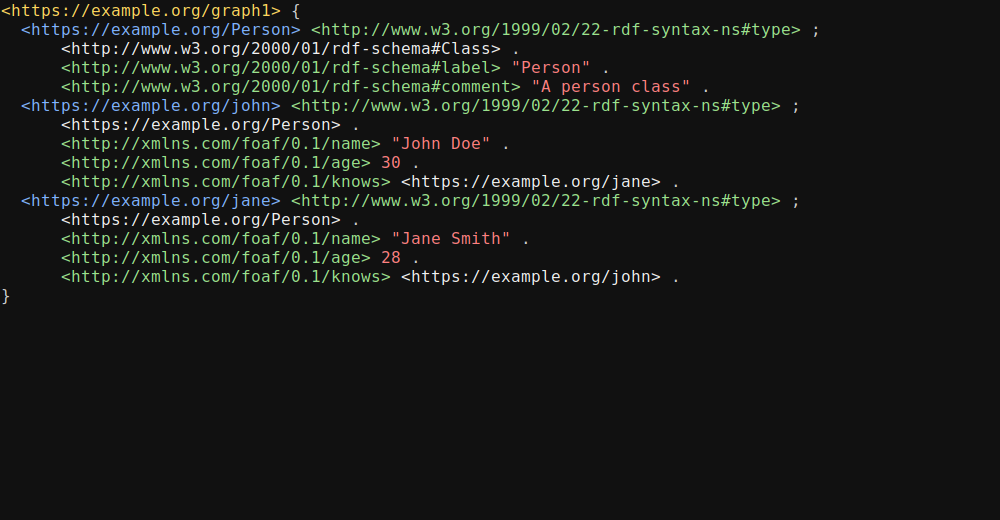 <https://example.org/graph1> {
  <https://example.org/Person> <http://www.w3.org/1999/02/22-rdf-syntax-ns#type> ;
      <http://www.w3.org/2000/01/rdf-schema#Class> .
      <http://www.w3.org/2000/01/rdf-schema#label> "Person" .
      <http://www.w3.org/2000/01/rdf-schema#comment> "A person class" .
  <https://example.org/john> <http://www.w3.org/1999/02/22-rdf-syntax-ns#type> ;
      <https://example.org/Person> .
      <http://xmlns.com/foaf/0.1/name> "John Doe" .
      <http://xmlns.com/foaf/0.1/age> 30 .
      <http://xmlns.com/foaf/0.1/knows> <https://example.org/jane> .
  <https://example.org/jane> <http://www.w3.org/1999/02/22-rdf-syntax-ns#type> ;
      <https://example.org/Person> .
      <http://xmlns.com/foaf/0.1/name> "Jane Smith" .
      <http://xmlns.com/foaf/0.1/age> 28 .
      <http://xmlns.com/foaf/0.1/knows> <https://example.org/john> .
}